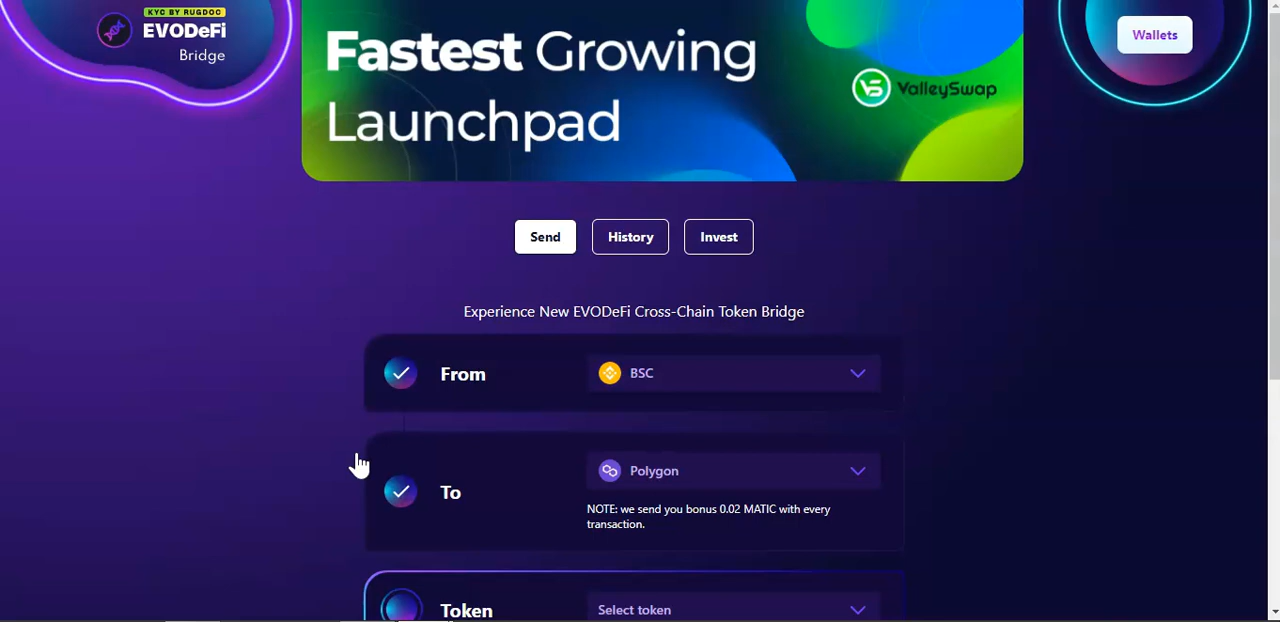 KYC BY RUGDOC
EVODeFi
Bridge
Fastest Growing
Launchpad
ValleySwap
Wallets
Send
History
Invest
Experience New EVODeFi Cross-Chain Token Bridge
From
BSC
To
Polygon
NOTE: we send you bonus 0.02 MATIC with every
transaction.
Token
Select token